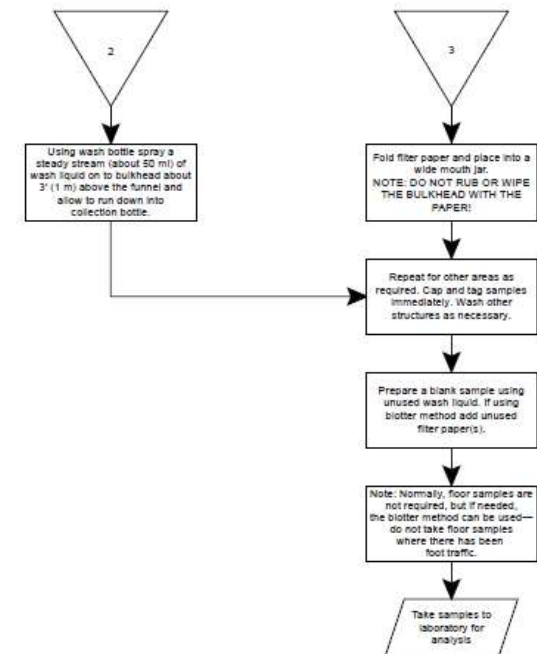 2
3
Using wash bottle spray a
steady stream (about 50 ml) of
wash liquid on to bulkhead about
3' (1 m) above the funnel and
allow to run down into
collection bottle.
Fold filter paper and place into a
wide mouth jar.
NOTE: DO NOT RUB OR WIPE
THE BULKHEAD WITH THE
PAPER!
Repeat for other areas as
required. Cap and tag samples
immediately. Wash other
structures as necessary.
Prepare a blank sample using
unused wash liquid. If using
blotter method add unused
filter paper(s).
Note: Normally, floor samples are
not required, but if needed,
the blotter method can be used—
do not take floor samples
where there has been
foot traffic.
Take samples to
laboratory for
analysis